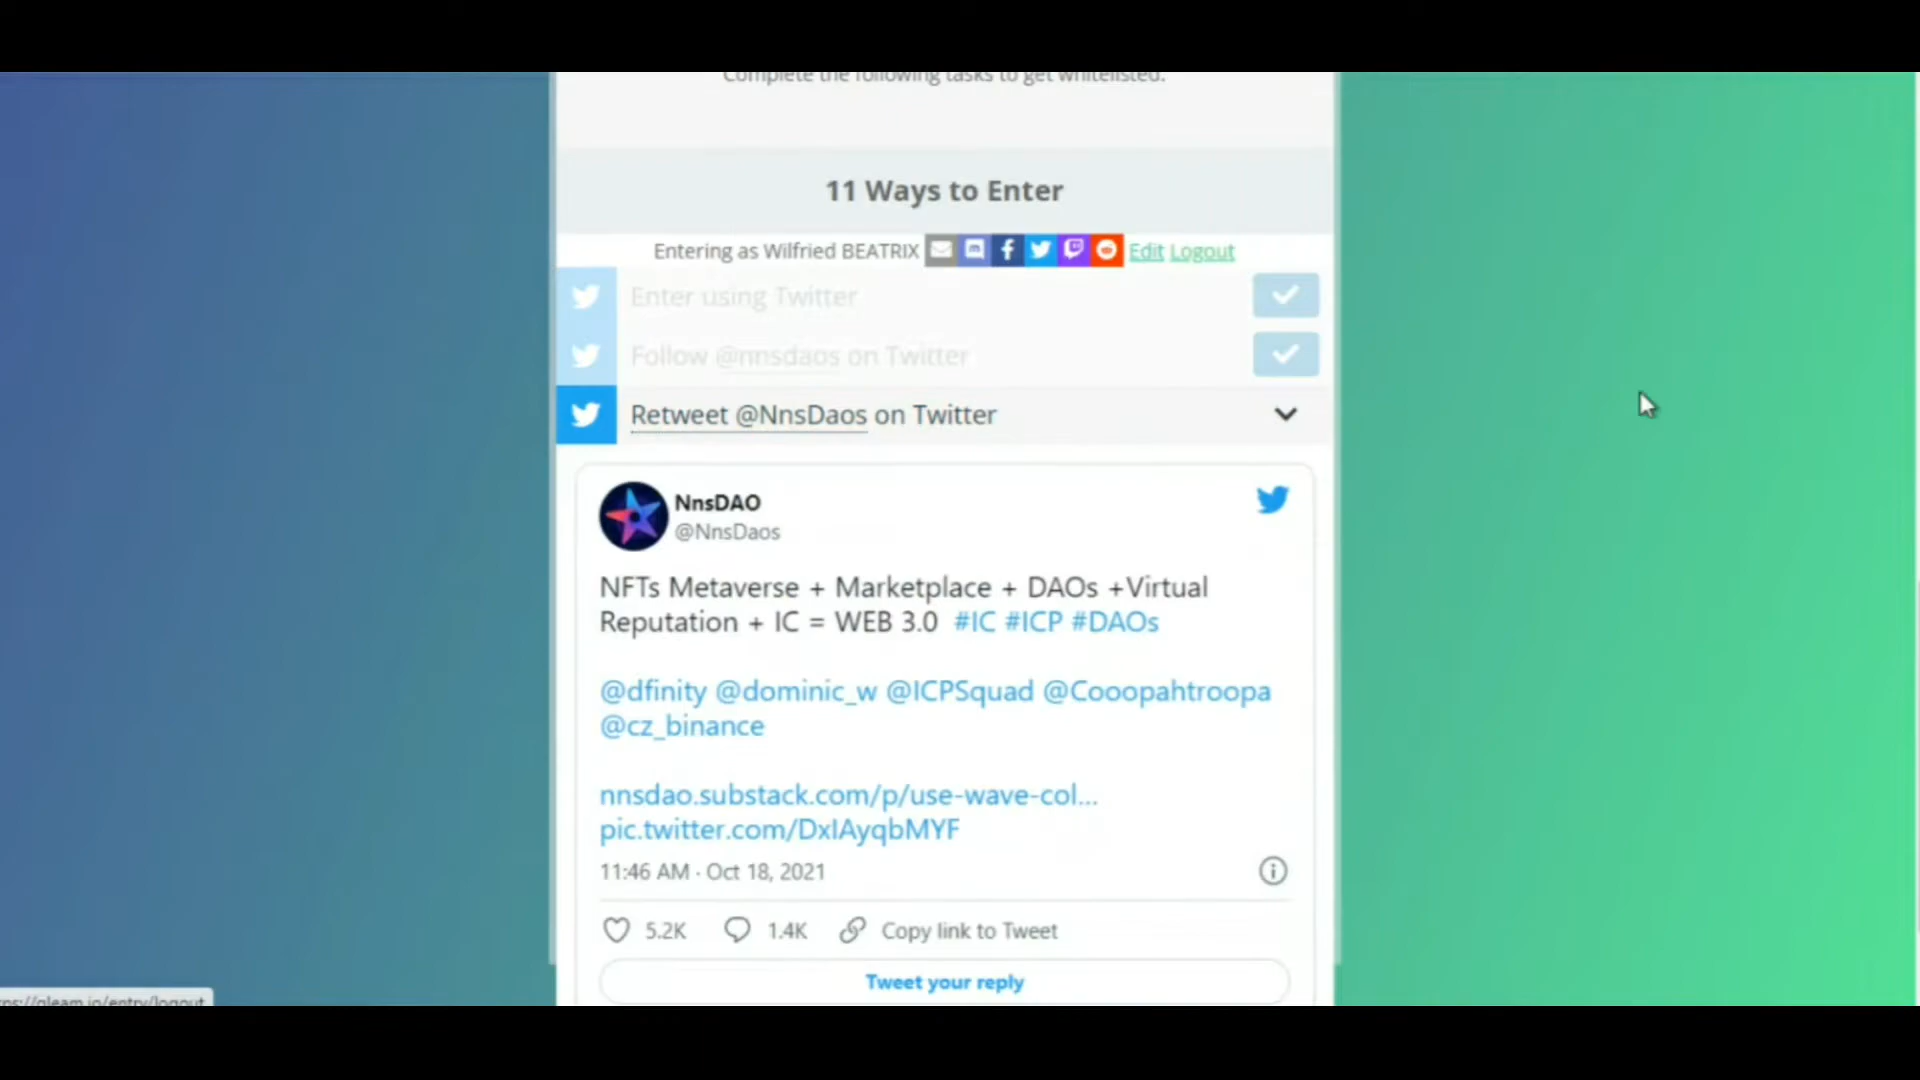 Complete the following tasks to get whitelisted.
11 Ways to Enter
Entering as Wilfried BEATRIX Edit Logout
Enter using Twitter
Follow @nnsdaos on Twitter
Retweet @NnsDaos on Twitter
NnsDAO
@NnsDaos
NFTs Metaverse + Marketplace + DAOs +Virtual
Reputation + IC = WEB 3.0 #IC #ICP #DAOs
@dfinity @dominic_w @ICPSquad @Cooopahtroopa
@cz_binance
nnsdao.substack.com/p/use-wave-col...
pic.twitter.com/DxIAyqbMYF
11:46 AM · Oct 18, 2021
5.2K 1.4K Copy link to Tweet
Tweet your reply
ps://gleam.io/entry/logout